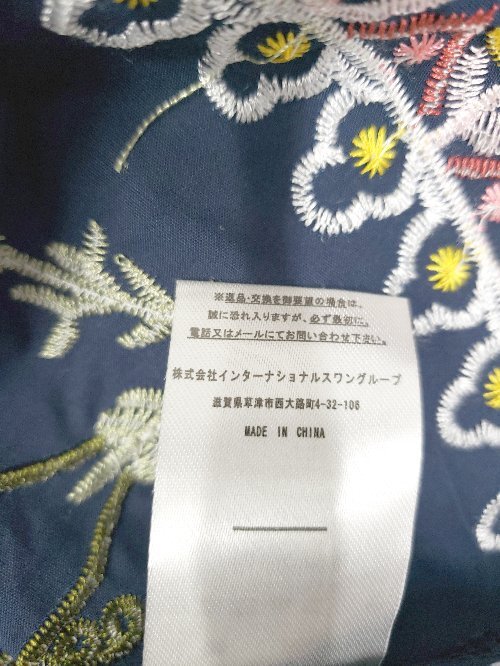 ※返品・交換を御要望の場合は、
誠に恐れ入りますが、必ず最初に、
電話又はメールにてお問い合わせ下さい。
株式会社インターナショナルスワングループ
滋賀県草津市西大路町4-32-106
MADE IN CHINA